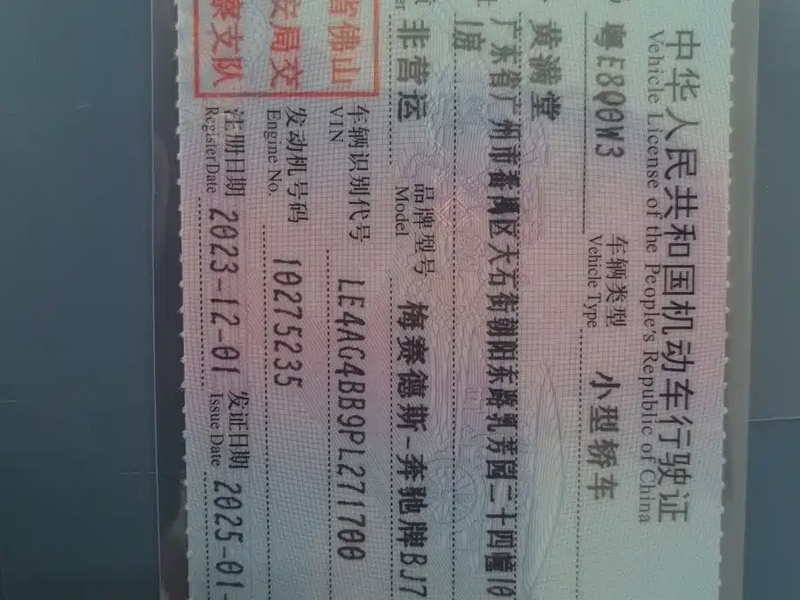 中华人民共和国机动车行驶证
Vehicle License of the People's Republic of China
粤E8Q0W3 车辆类型 小型轿车
Vehicle Type
黄满堂
广东省广州市番禺区大石街朝阳东路乳芳园二十四幢10
1房
非营运 品牌型号 梅赛德斯-奔驰牌BJ7
Model
省佛山
安局交
察支队
车辆识别代号 LE4AG4BB9PL271700
VIN
发动机号码 10275235
Engine No.
注册日期 2023-12-01 发证日期 2025-01-
Register Date Issue Date